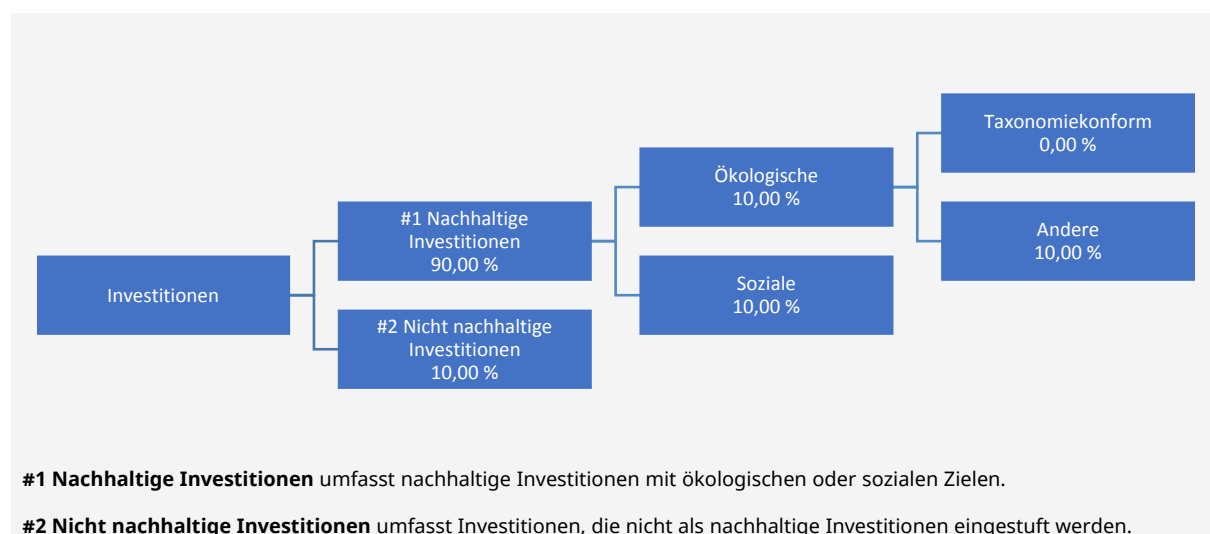 Investitionen
#1 Nachhaltige
Investitionen
90,00 %
#2 Nicht nachhaltige
Investitionen
10,00 %
Ökologische
10,00 %
Soziale
10,00 %
Taxonomiekonform
0,00 %
Andere
10,00 %
#1 Nachhaltige Investitionen umfasst nachhaltige Investitionen mit ökologischen oder sozialen Zielen.
#2 Nicht nachhaltige Investitionen umfasst Investitionen, die nicht als nachhaltige Investitionen eingestuft werden.